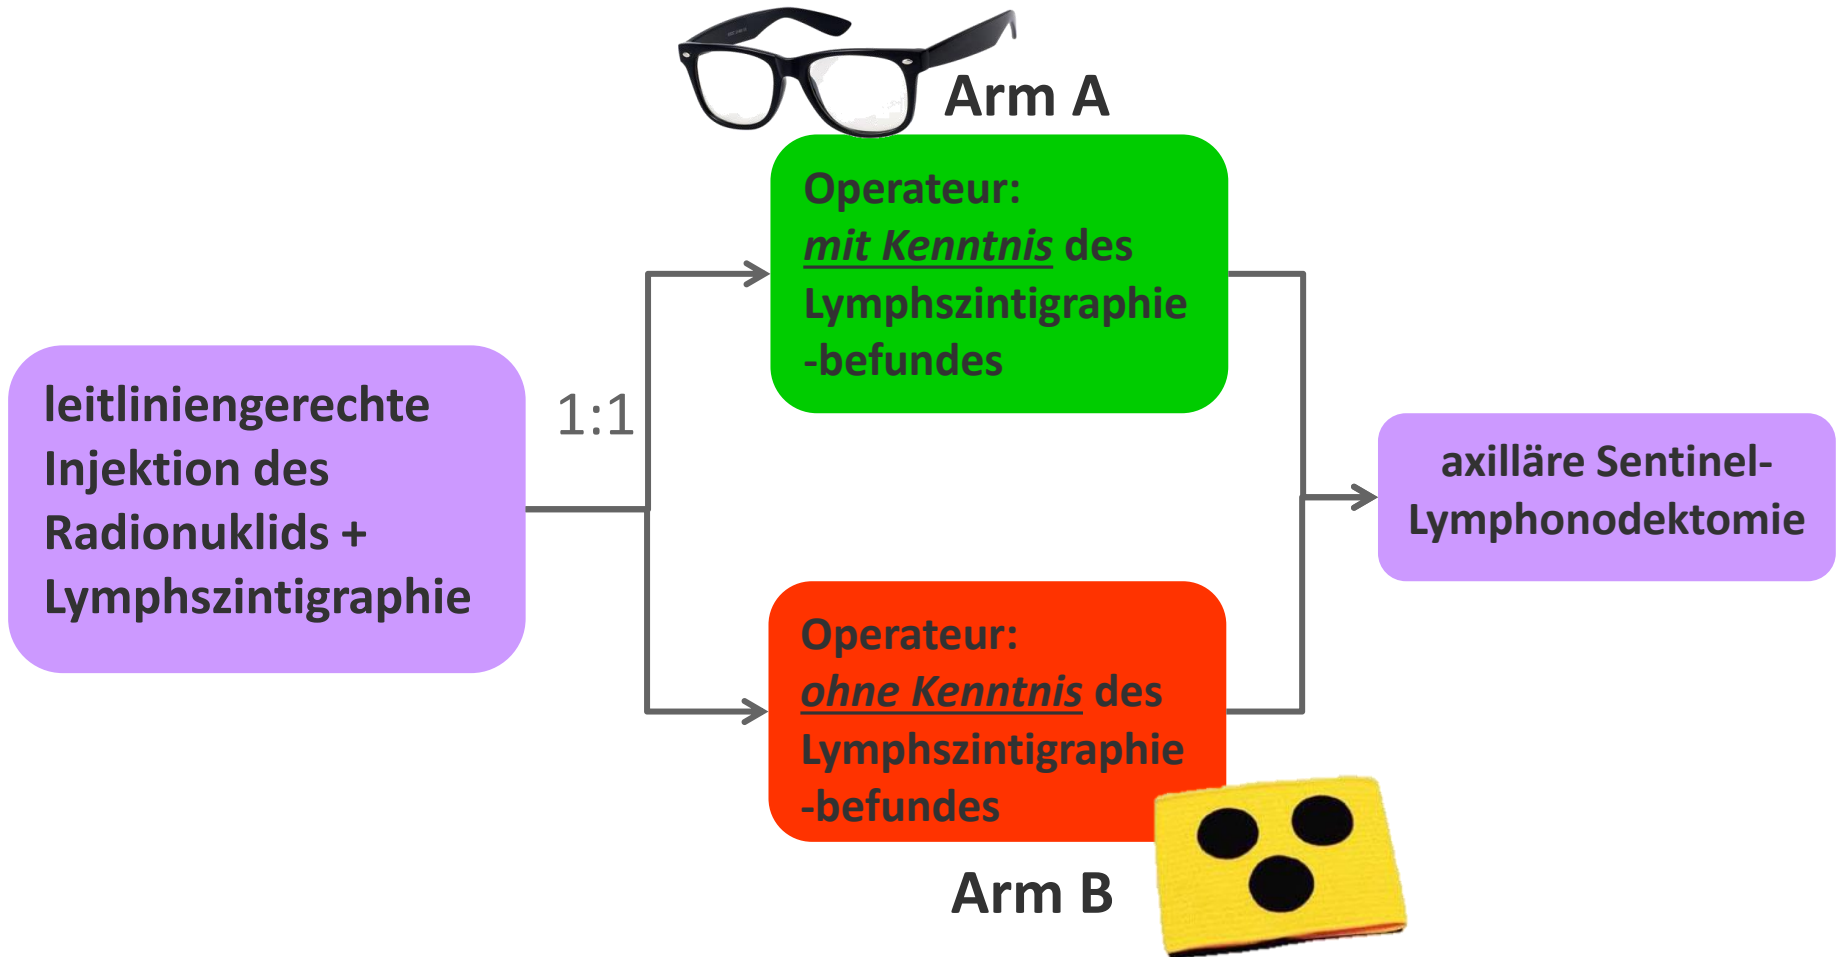 Arm A
Operateur:
mit Kenntnis des
Lymphszintigraphie
-befundes
leitliniengerechte
Injektion des
Radionuklids +
Lymphszintigraphie
1:1
axilläre Sentinel-
Lymphonodektomie
Operateur:
ohne Kenntnis des
Lymphszintigraphie
-befundes
Arm B